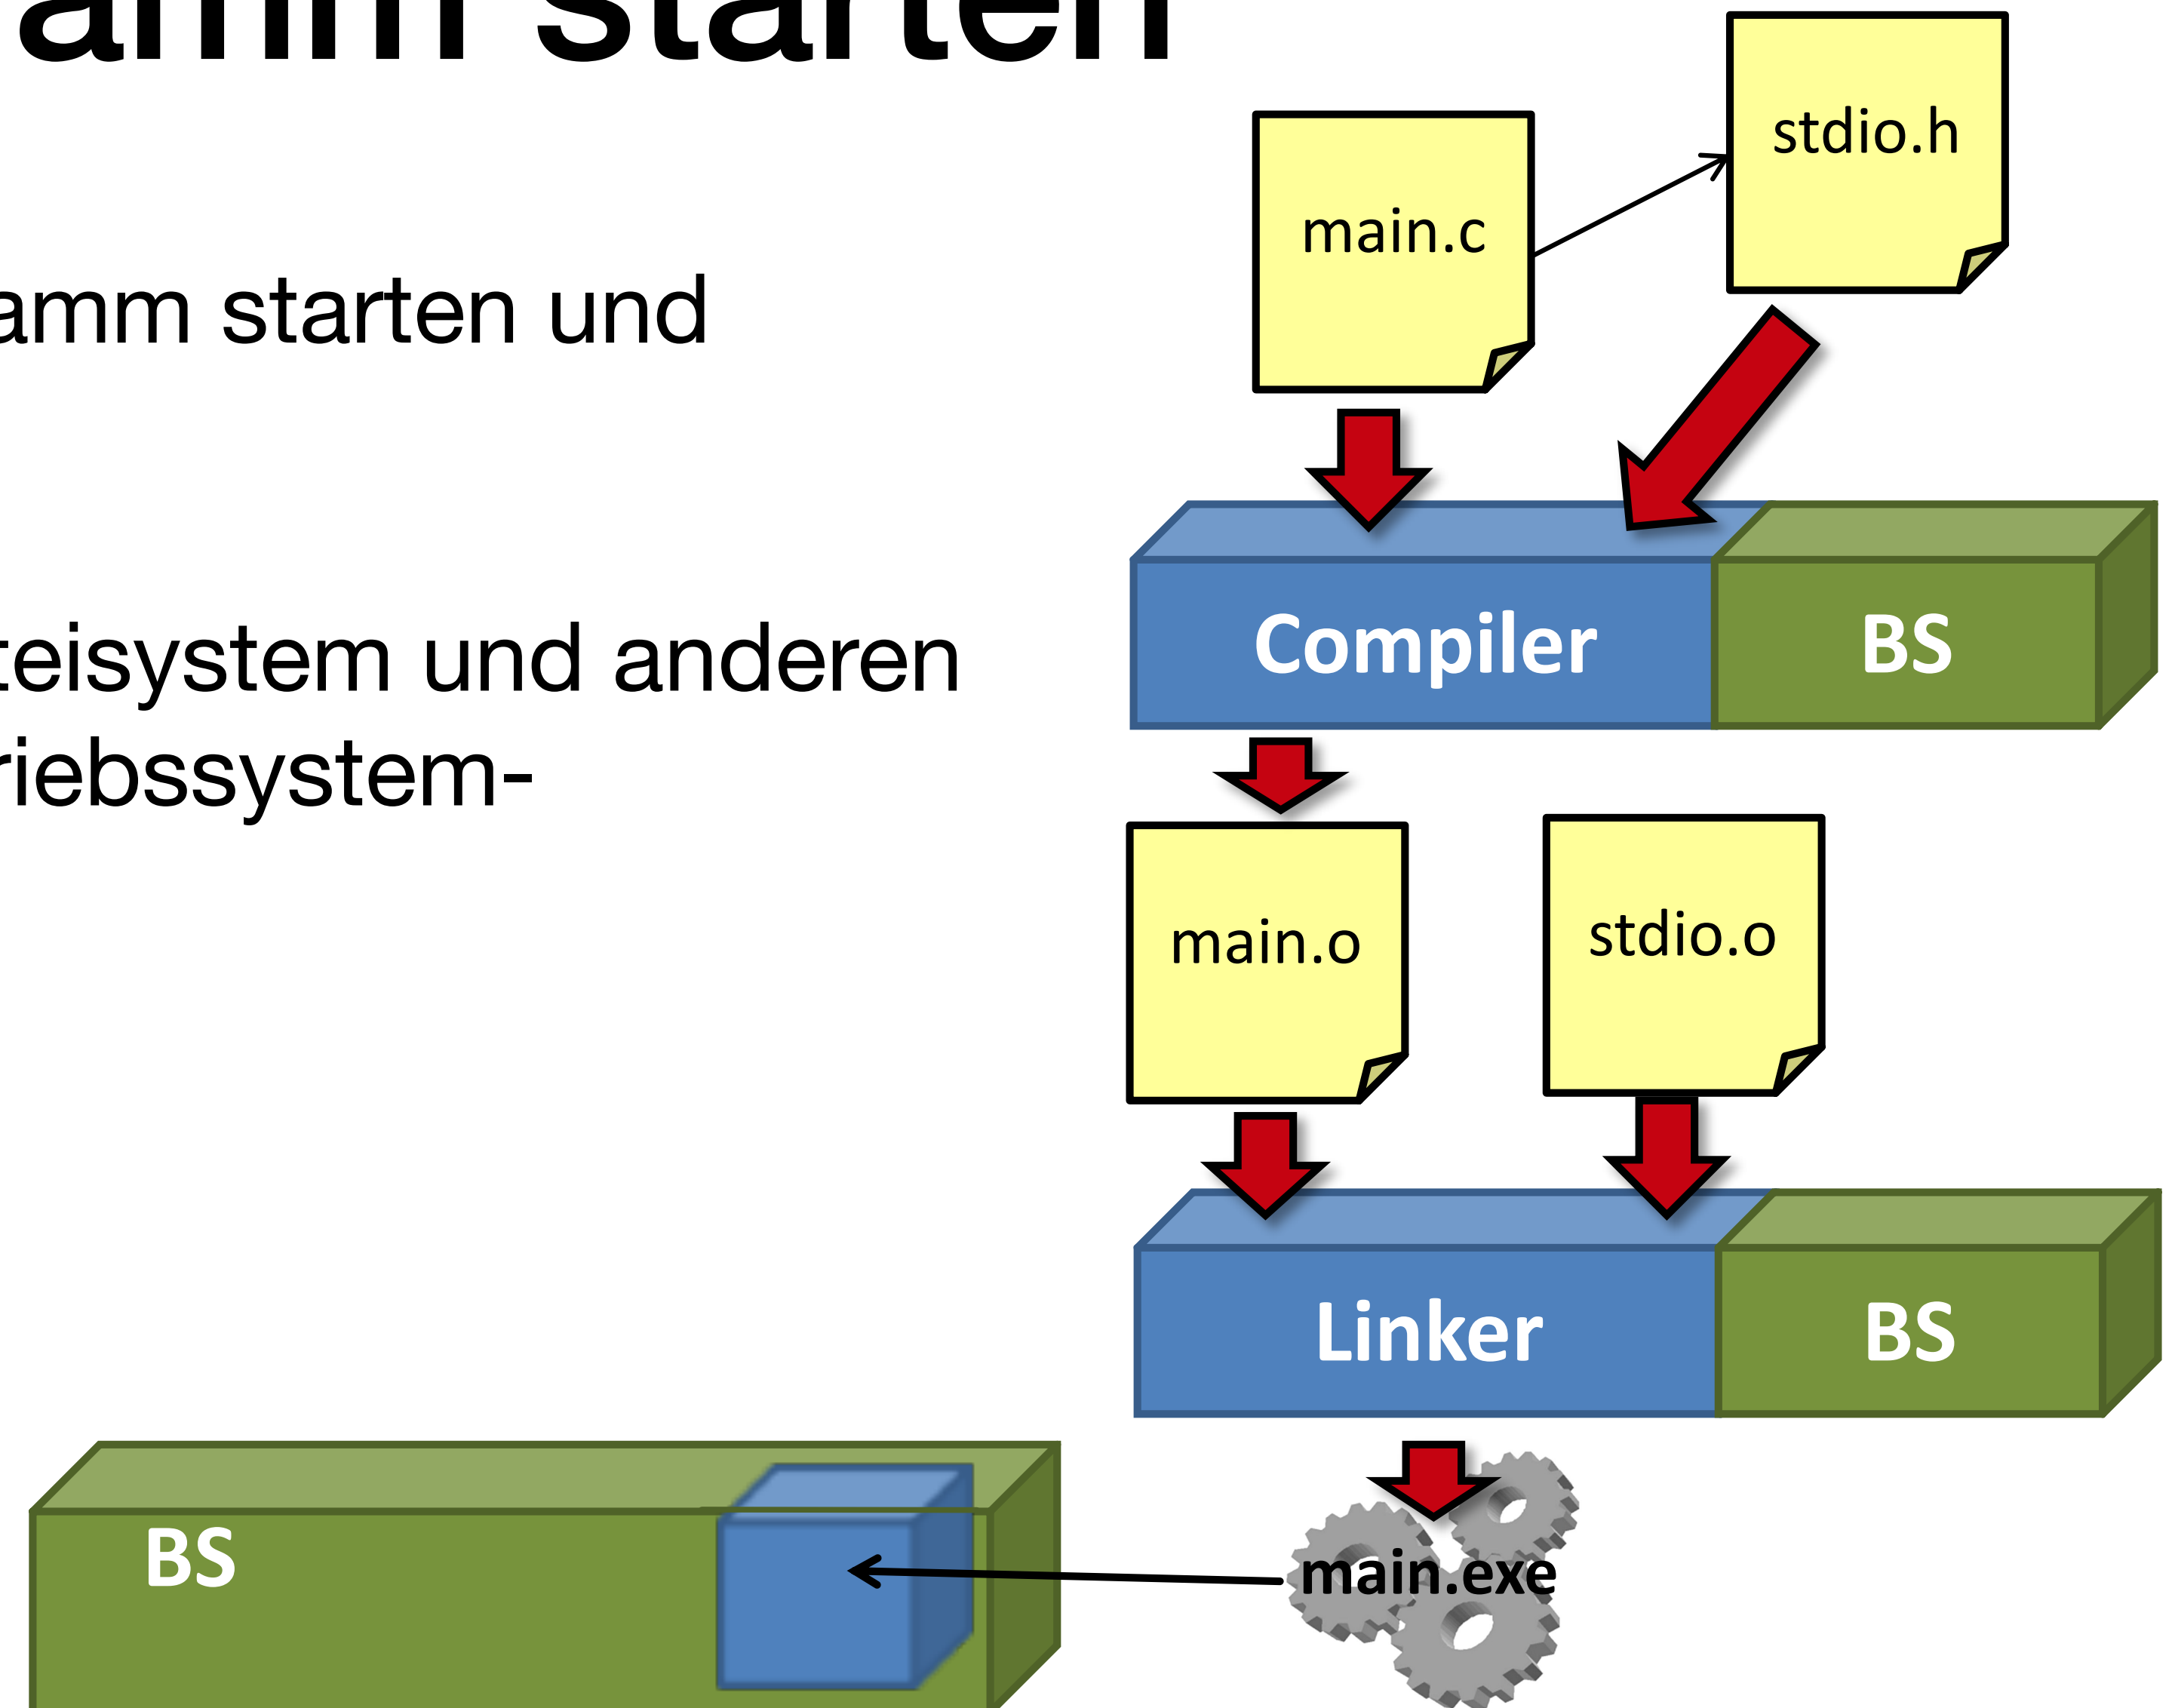 amm starten
amm starten und
teisystem und anderen
riebssystem-
stdio.h
main.c
Compiler
BS
main.o
stdio.o
Linker
BS
BS
main.exe